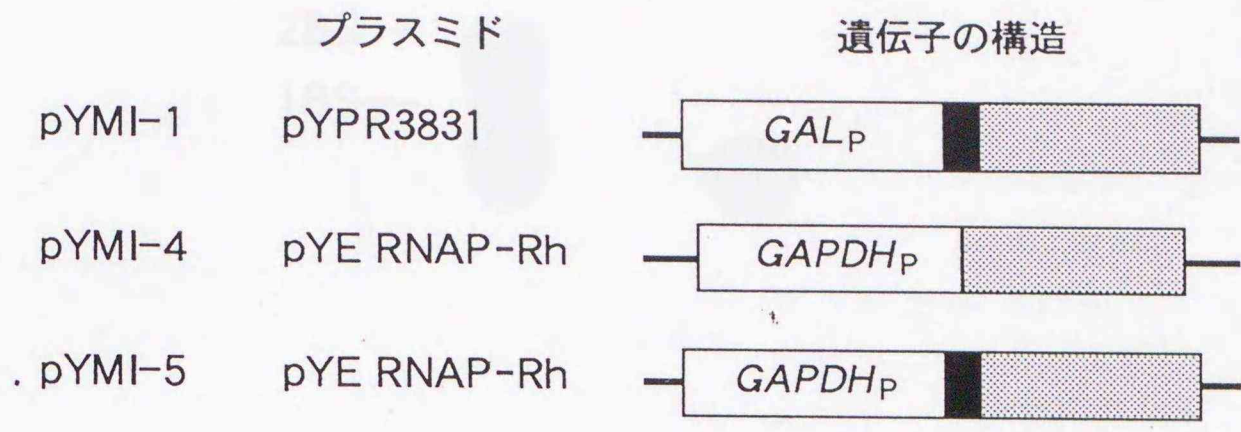 プラスミド 遺伝子の構造
pYMI-1 pYPR3831 GALP
pYMI-4 pYE RNAP-Rh GAPDHP
. pYMI-5 pYE RNAP-Rh GAPDHP